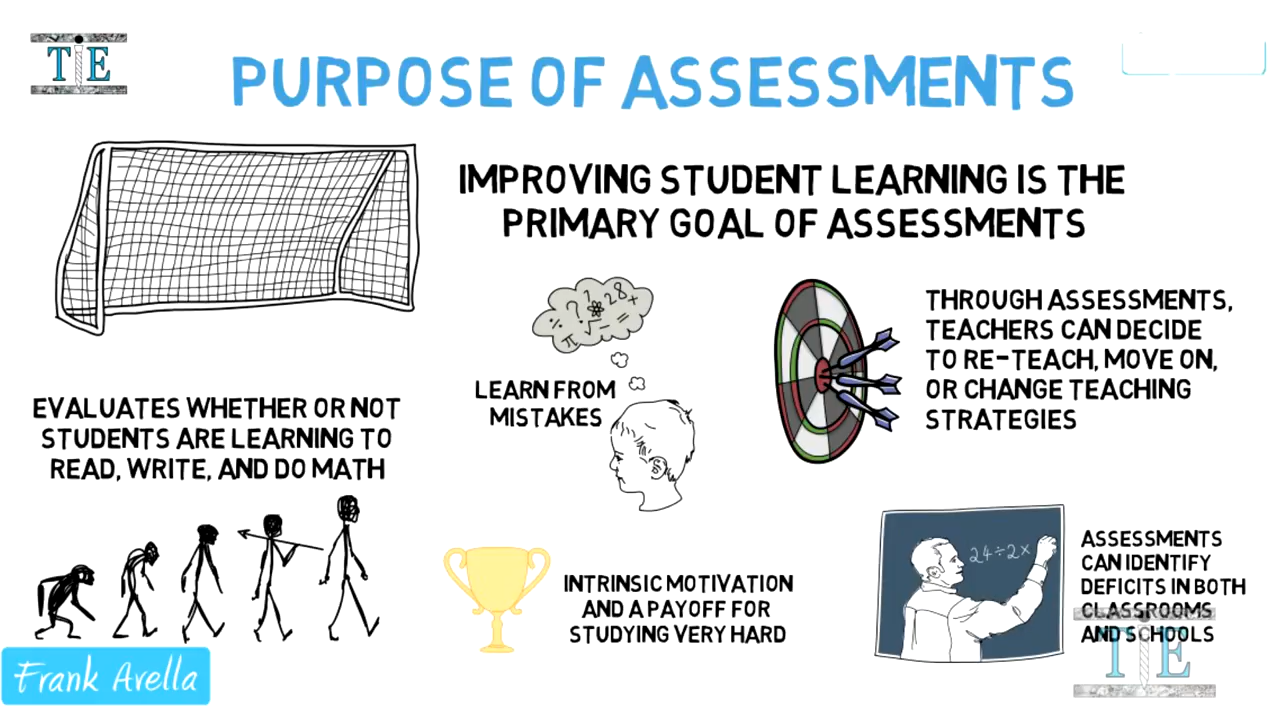 TiE
PURPOSE OF ASSESSMENTS
IMPROVING STUDENT LEARNING IS THE
PRIMARY GOAL OF ASSESSMENTS
? 1 28 +
÷ √ − =
π
THROUGH ASSESSMENTS,
TEACHERS CAN DECIDE
TO RE-TEACH, MOVE ON,
OR CHANGE TEACHING
STRATEGIES
LEARN FROM
MISTAKES
EVALUATES WHETHER OR NOT
STUDENTS ARE LEARNING TO
READ, WRITE, AND DO MATH
INTRINSIC MOTIVATION
AND A PAYOFF FOR
STUDYING VERY HARD
24÷2x
ASSESSMENTS
CAN IDENTIFY
DEFICITS IN BOTH
CLASSROOMS
AND SCHOOLS
TiE
Frank Avella